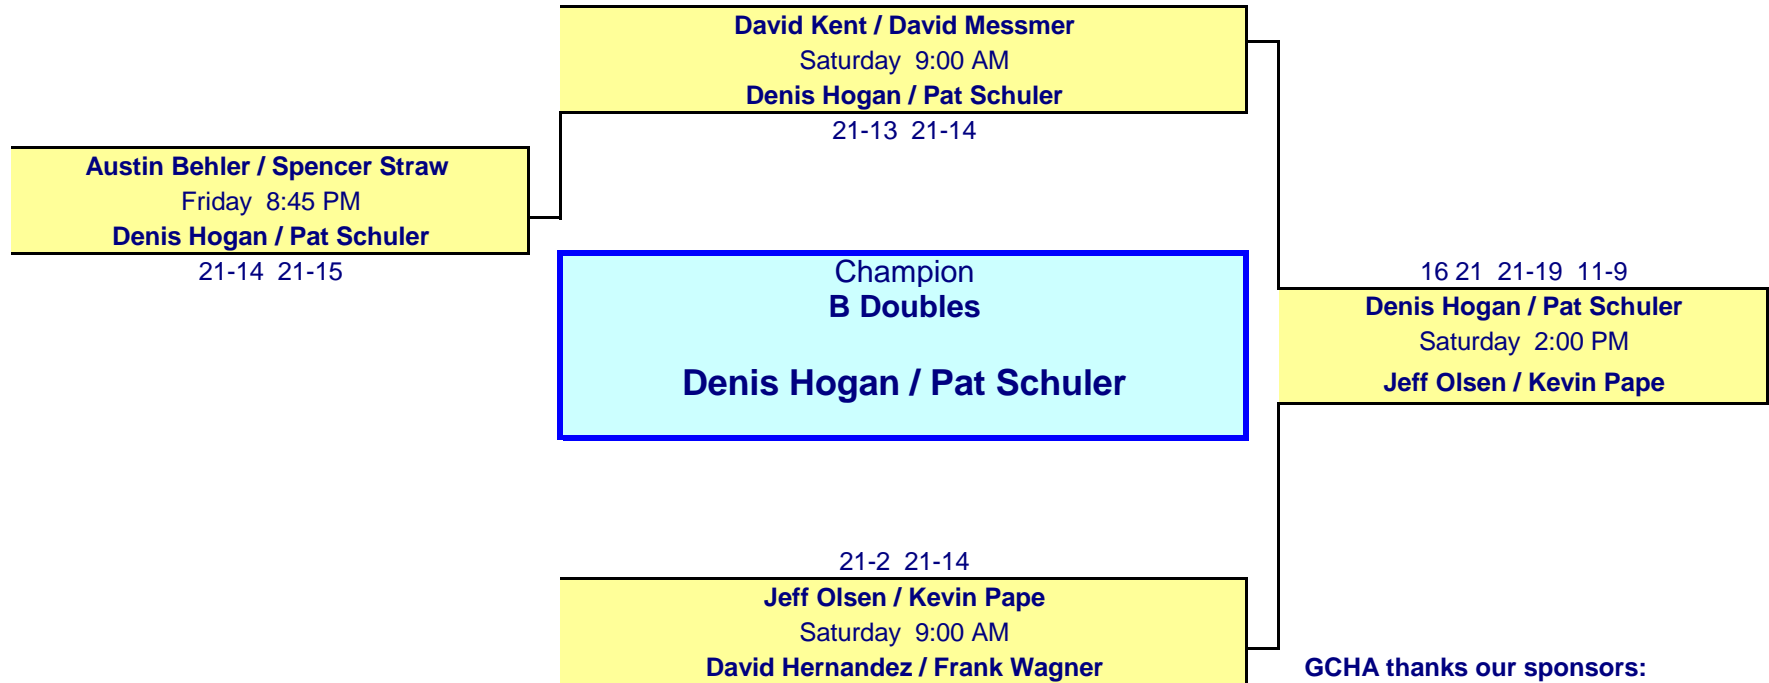 David Kent / David Messmer
Saturday  9:00 AM
Denis Hogan / Pat Schuler
21-13  21-14
Austin Behler / Spencer Straw
Friday  8:45 PM
Denis Hogan / Pat Schuler
21-14  21-15
Champion
B Doubles
Denis Hogan / Pat Schuler
16 21  21-19  11-9
Denis Hogan / Pat Schuler
Saturday  2:00 PM
Jeff Olsen / Kevin Pape
21-2  21-14
Jeff Olsen / Kevin Pape
Saturday  9:00 AM
David Hernandez / Frank Wagner
GCHA thanks our sponsors: